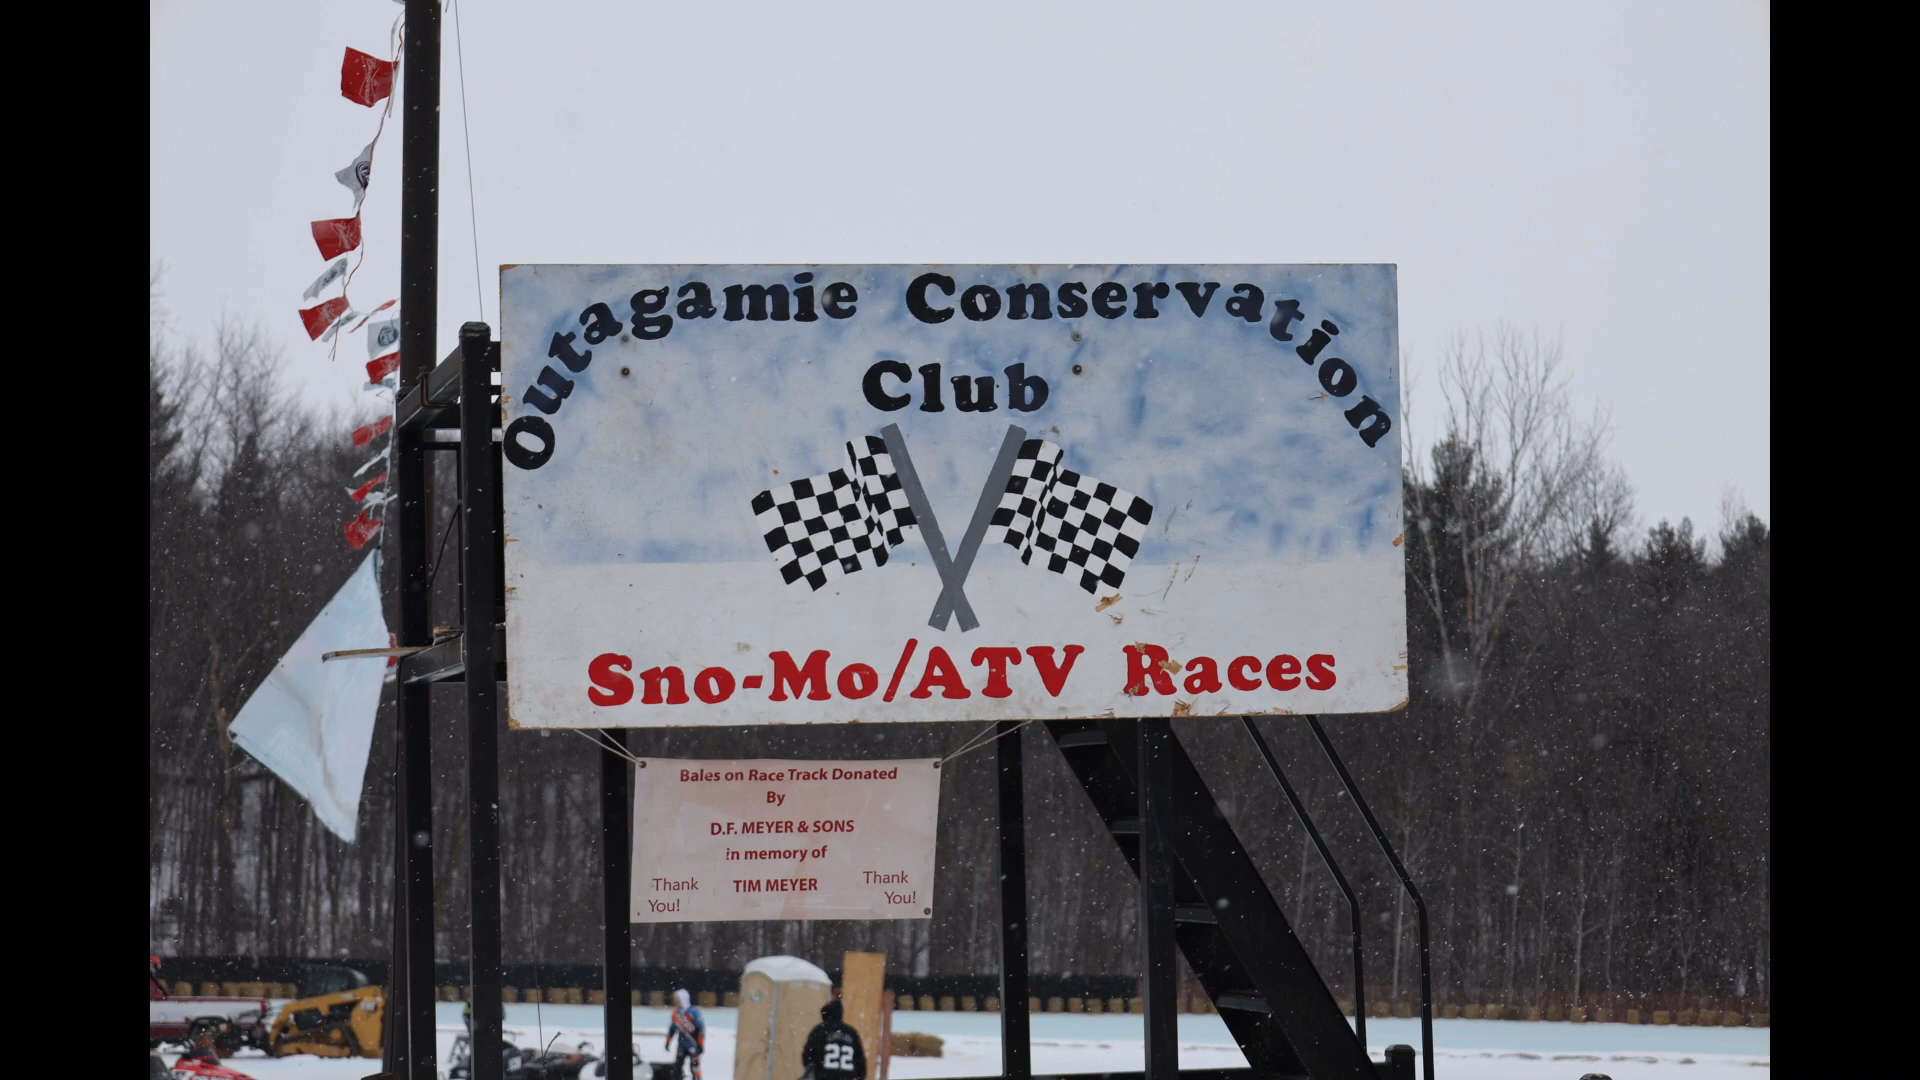 Outagamie Conservation
Club
Sno-Mo/ATV Races
Bales on Race Track Donated
By
D.F. MEYER & SONS
in memory of
Thank TIM MEYER Thank
You! You!
22